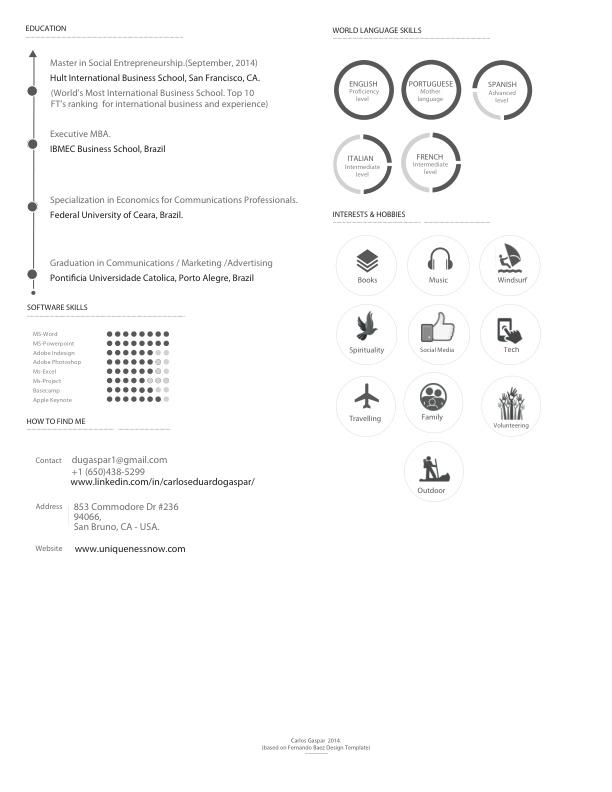 EDUCATION
Master in Social Entrepreneurship.(September, 2014)
Hult International Business School, San Francisco, CA.
(World's Most International Business School. Top 10
FT's ranking for international business and experience)
Executive MBA.
IBMEC Business School, Brazil
Specialization in Economics for Communications Professionals.
Federal University of Ceara, Brazil.
Graduation in Communications / Marketing /Advertising
Pontificia Universidade Catolica, Porto Alegre, Brazil
SOFTWARE SKILLS
MS-Word
MS-Powerpoint
Adobe Indesign
Adobe Photoshop
Ms-Excel
Ms-Project
Basecamp
Apple Keynote
HOW TO FIND ME
Contact
dugaspar1@gmail.com
+1 (650)438-5299
www.linkedin.com/in/carloseduardogaspar/
Address
853 Commodore Dr #236
94066,
San Bruno, CA - USA.
Website
www.uniquenessnow.com
WORLD LANGUAGE SKILLS
ENGLISH
Proficiency
level
PORTUGUESE
Mother
language
SPANISH
Advanced
level
ITALIAN
Intermediate
level
FRENCH
Intermediate
level
INTERESTS & HOBBIES
Books
Music
Windsurf
Spirituality
Social Media
Tech
Travelling
Family
Volunteering
Outdoor
Carlos Gaspar 2014.
(based on Fernando Baez Design Template)